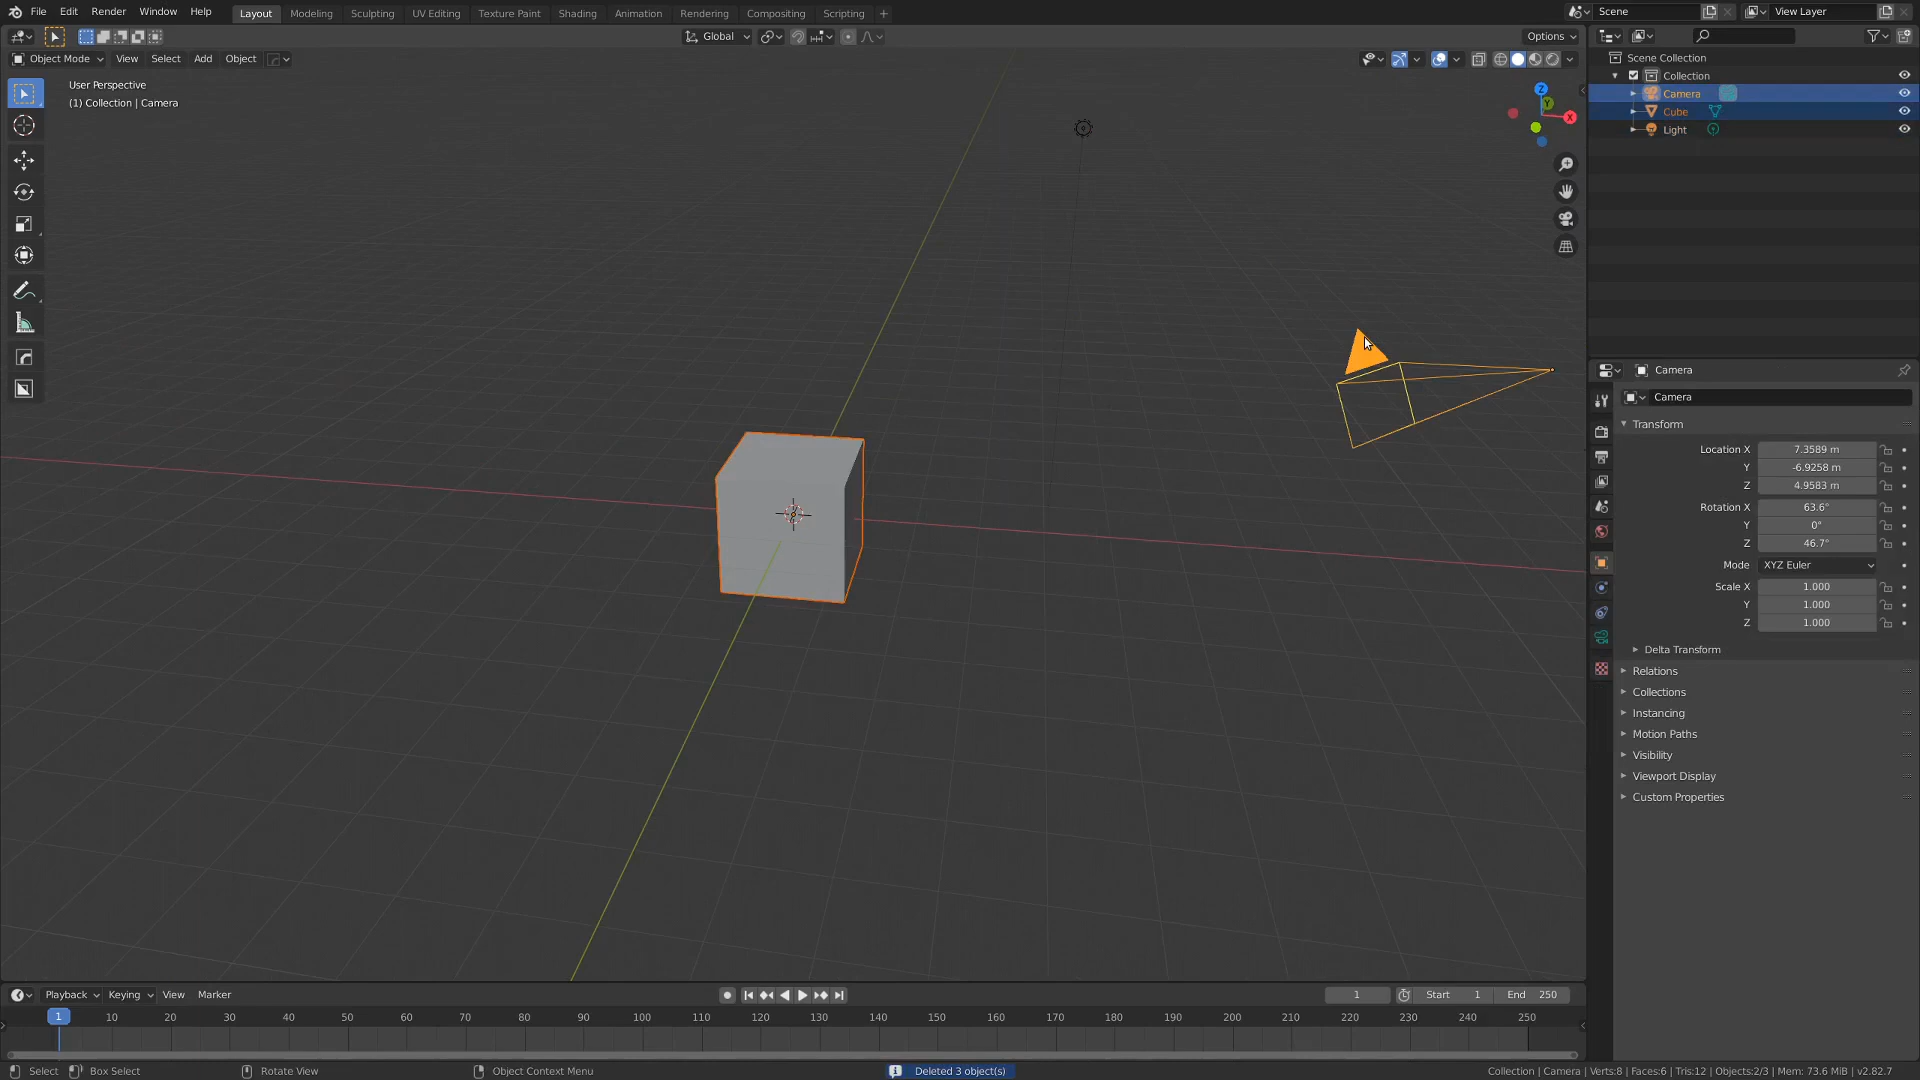 File Edit Render Window Help Layout Modeling Sculpting UV Editing Texture Paint Shading Animation Rendering Compositing Scripting + Scene View Layer
Global Options
Object Mode View Select Add Object
User Perspective
(1) Collection | Camera
Z
Y
X
Scene Collection
Collection
Camera
Cube
Light
Camera
Camera
Transform
Location X 7.3589 m
Y -6.9258 m
Z 4.9583 m
Rotation X 63.6°
Y 0°
Z 46.7°
Mode XYZ Euler
Scale X 1.000
Y 1.000
Z 1.000
Delta Transform
Relations
Collections
Instancing
Motion Paths
Visibility
Viewport Display
Custom Properties
Playback Keying View Marker 1 Start 1 End 250
1 10 20 30 40 50 60 70 80 90 100 110 120 130 140 150 160 170 180 190 200 210 220 230 240 250
Select Box Select Rotate View Object Context Menu Deleted 3 object(s) Collection | Camera | Verts:8 | Faces:6 | Tris:12 | Objects:2/3 | Mem: 73.6 MiB | v2.82.7